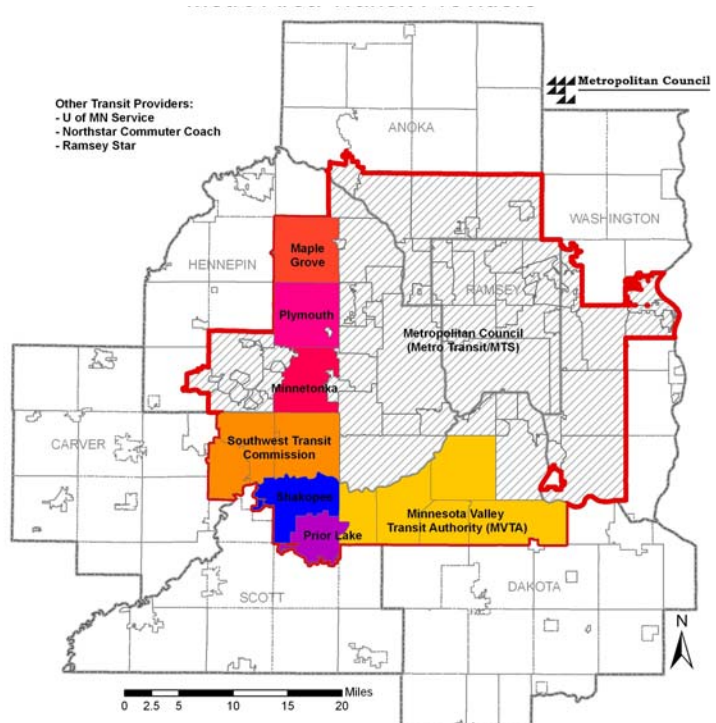 Metropolitan Council
Other Transit Providers:
- U of MN Service
- Northstar Commuter Coach
- Ramsey Star
ANOKA
WASHINGTON
HENNEPIN
Maple
Grove
RAMSEY
Plymouth
Metropolitan Council
(Metro Transit/MTS)
Minnetonka
CARVER
Southwest Transit
Commission
Shakopee
Minnesota Valley
Transit Authority (MVTA)
Prior Lake
SCOTT
DAKOTA
N
Miles
0 2.5 5 10 15 20